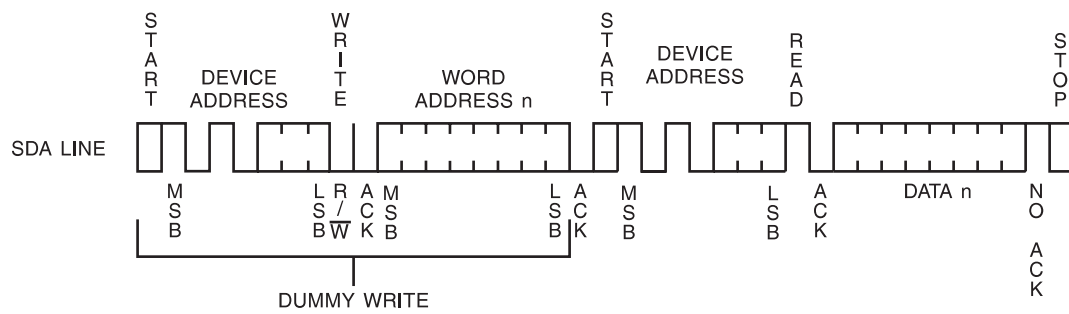 START
WRITE
START
READ
STOP
DEVICE
ADDRESS
WORD
ADDRESS n
DEVICE
ADDRESS
SDA LINE
MSB
LSB
R/W
ACK
MSB
LSB
ACK
MSB
LSB
ACK
DATA n
NO ACK
DUMMY WRITE